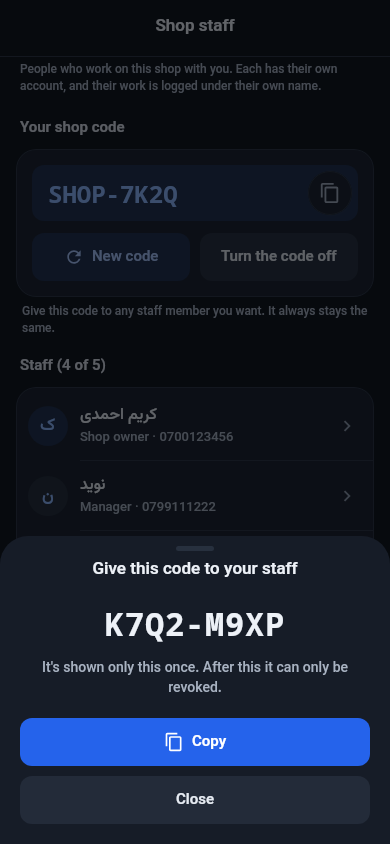 Shop staff
People who work on this shop with you. Each has their own
account, and their work is logged under their own name.
Your shop code
SHOP-7K2Q
New code
Turn the code off
Give this code to any staff member you want. It always stays the
same.
Staff (4 of 5)
ک
کریم احمدی
Shop owner · 0700123456
ن
نوید
Manager · 0799111222
Give this code to your staff
K7Q2-M9XP
It's shown only this once. After this it can only be
revoked.
Copy
Close